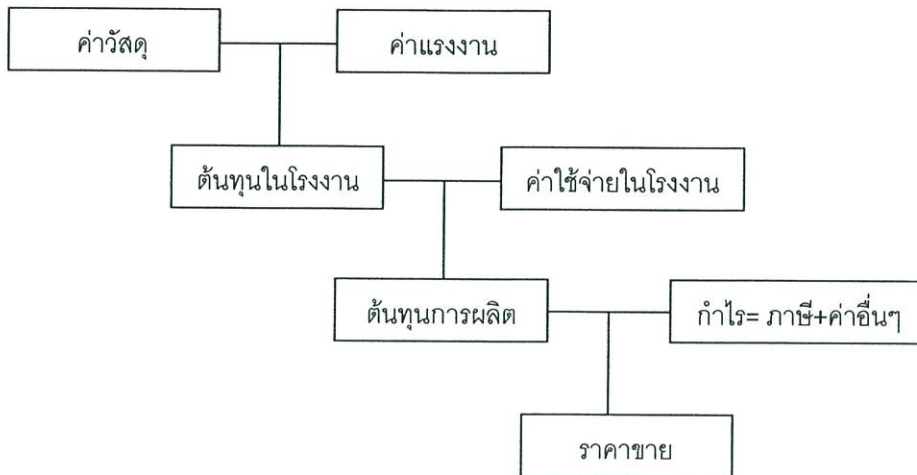 ค่าวัสดุ
ค่าแรงงาน
ต้นทุนในโรงงาน
ค่าใช้จ่ายในโรงงาน
ต้นทุนการผลิต
กำไร= ภาษี+ค่าอื่นๆ
ราคาขาย